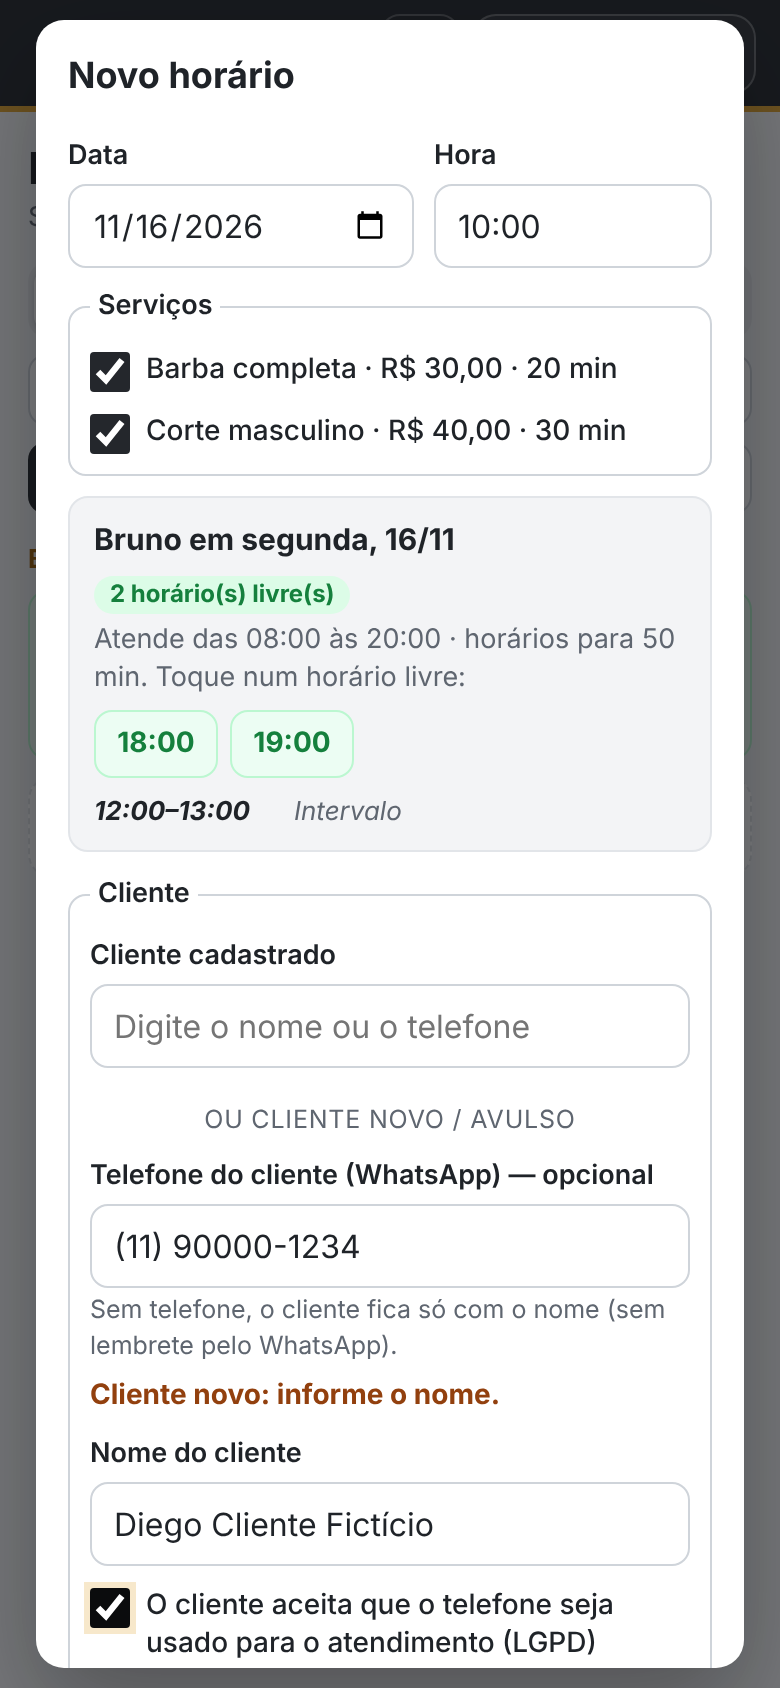 Novo horário
Data
Hora
11/16/2026
10:00
Serviços
Barba completa · R$ 30,00 · 20 min
Corte masculino · R$ 40,00 · 30 min
Bruno em segunda, 16/11
2 horário(s) livre(s)
Atende das 08:00 às 20:00 · horários para 50
min. Toque num horário livre:
18:00
19:00
12:00–13:00
Intervalo
Cliente
Cliente cadastrado
Digite o nome ou o telefone
OU CLIENTE NOVO / AVULSO
Telefone do cliente (WhatsApp) — opcional
(11) 90000-1234
Sem telefone, o cliente fica só com o nome (sem
lembrete pelo WhatsApp).
Cliente novo: informe o nome.
Nome do cliente
Diego Cliente Fictício
O cliente aceita que o telefone seja
usado para o atendimento (LGPD)